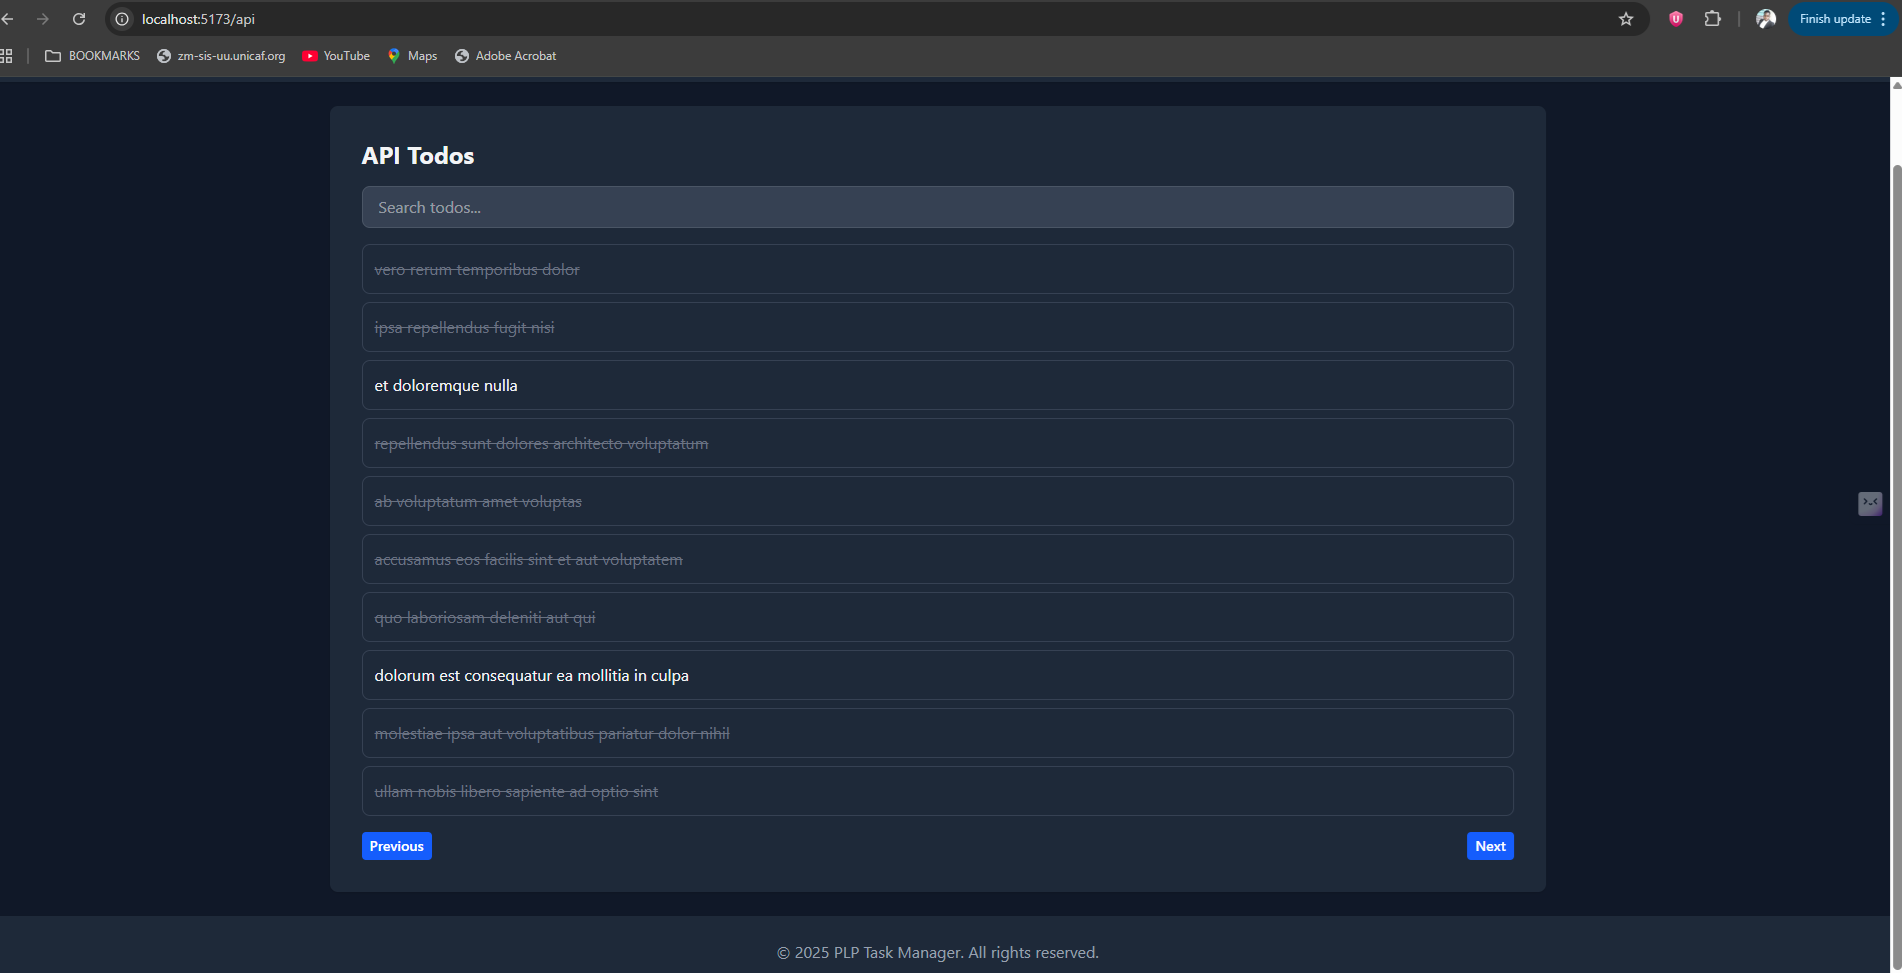 localhost:5173/api
Finish update
BOOKMARKS
zm-sis-uu.unicaf.org
YouTube
Maps
Adobe Acrobat
API Todos
Search todos...
vero rerum temporibus dolor
ipsa repellendus fugit nisi
et doloremque nulla
repellendus sunt dolores architecto voluptatum
ab voluptatum amet voluptas
accusamus eos facilis sint et aut voluptatem
quo laboriosam deleniti aut qui
dolorum est consequatur ea mollitia in culpa
molestiae ipsa aut voluptatibus pariatur dolor nihil
ullam nobis libero sapiente ad optio sint
Previous
Next
© 2025 PLP Task Manager. All rights reserved.